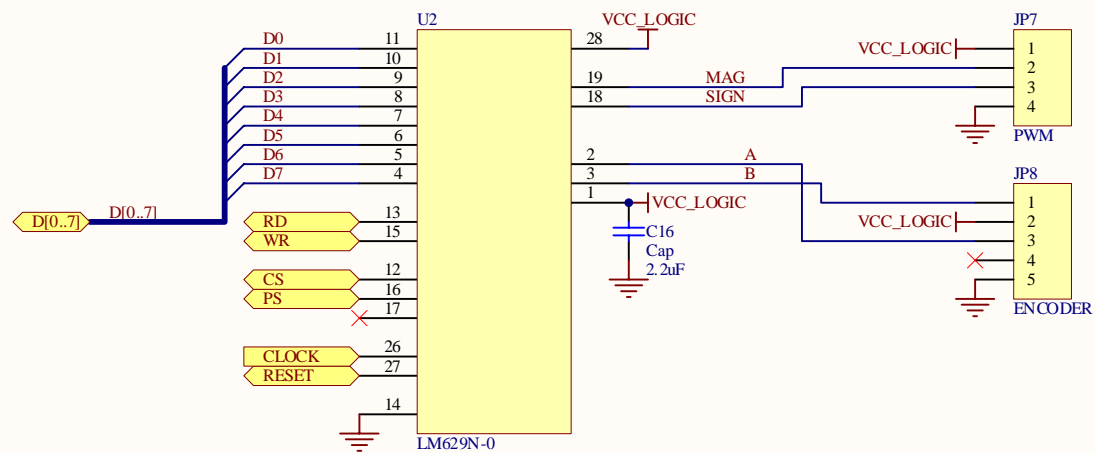 U2
VCC_LOGIC
JP7
D0
11
28
VCC_LOGIC
1
D1
10
2
D2
9
19
MAG
3
D3
8
18
SIGN
4
D4
7
PWM
D5
6
D6
5
2
A
D7
4
3
B
JP8
1
VCC_LOGIC
1
D[0..7]
D[0..7]
RD
13
C16
VCC_LOGIC
2
WR
15
Cap
3
2.2uF
4
CS
12
5
PS
16
ENCODER
17
CLOCK
26
RESET
27
14
LM629N-0